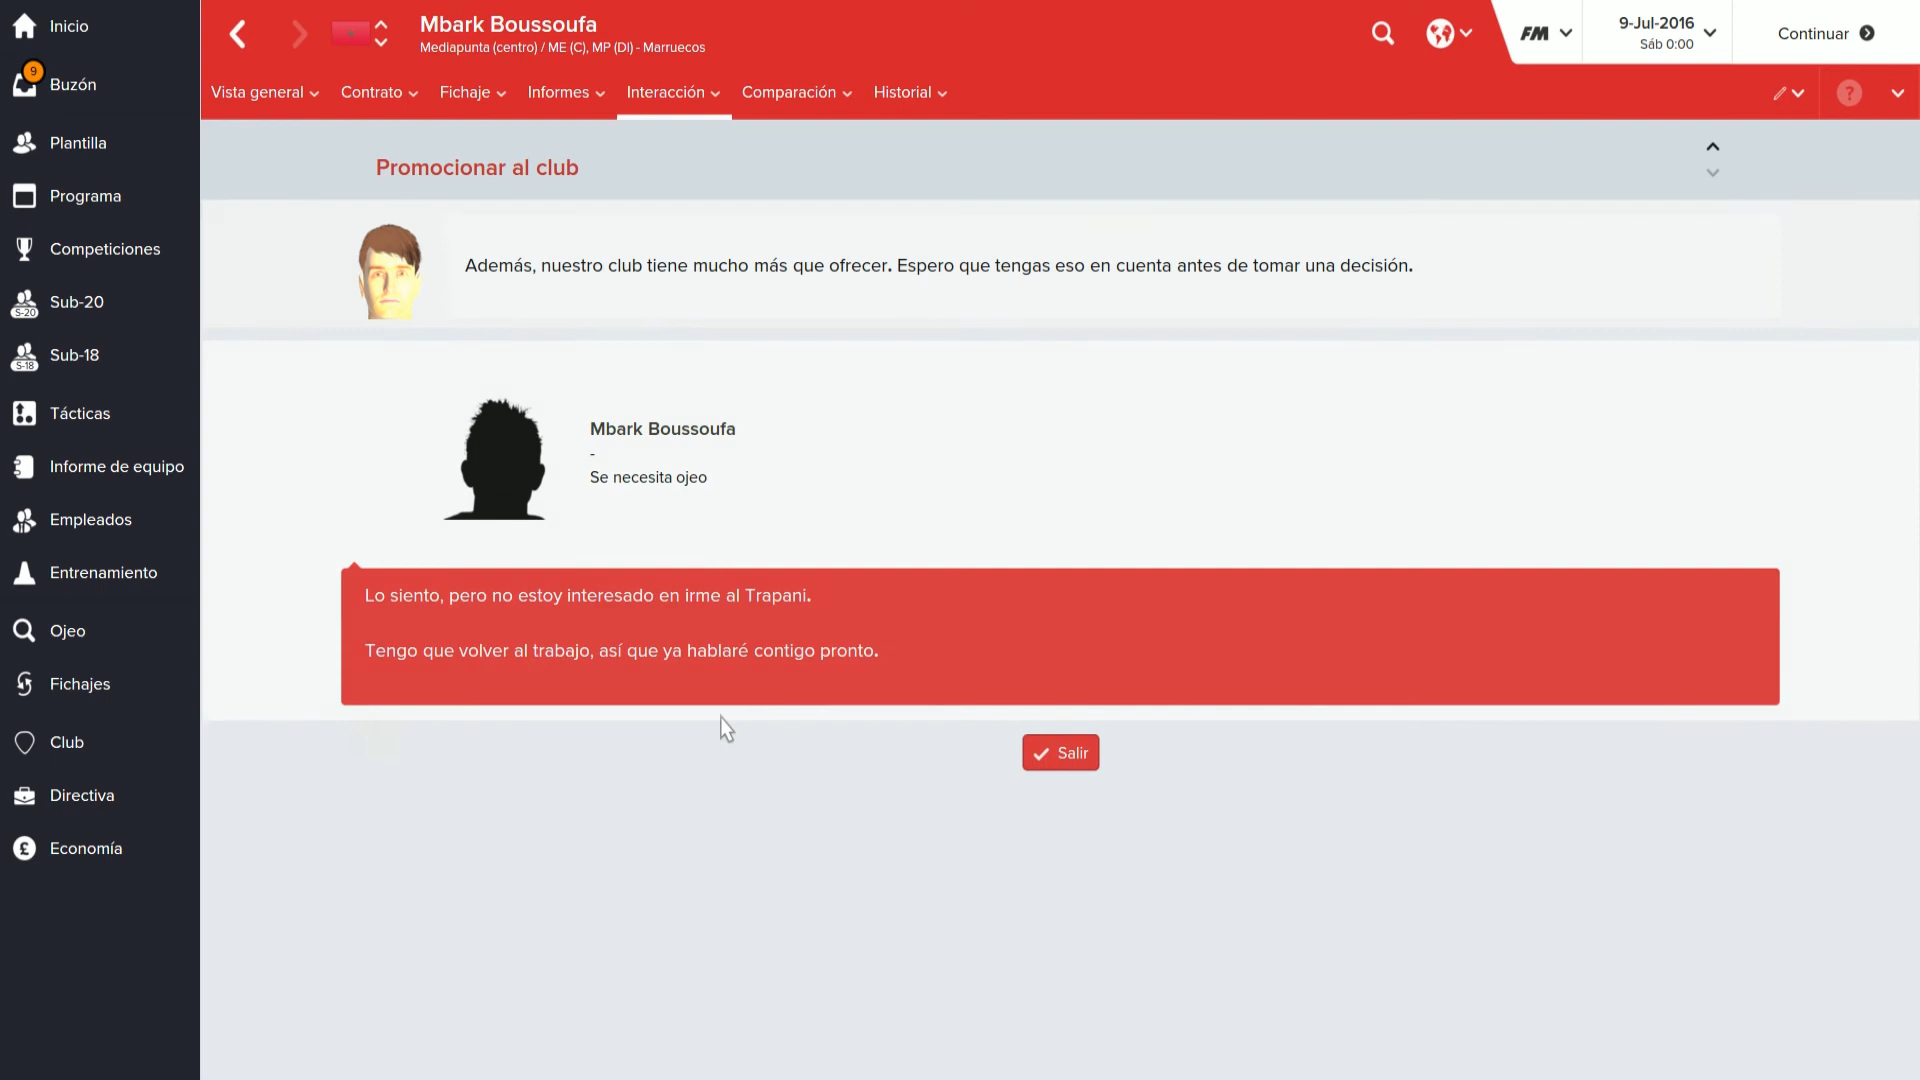 Inicio
9
Buzón
Plantilla
Programa
Competiciones
S-20
Sub-20
S-18
Sub-18
Tácticas
Informe de equipo
Empleados
Entrenamiento
Ojeo
Fichajes
Club
Directiva
£
Economía
Mbark Boussoufa
Mediapunta (centro) / ME (C), MP (DI) - Marruecos
FM
9-Jul-2016
Sáb 0:00
Continuar
Vista general
Contrato
Fichaje
Informes
Interacción
Comparación
Historial
?
Promocionar al club
Además, nuestro club tiene mucho más que ofrecer. Espero que tengas eso en cuenta antes de tomar una decisión.
Mbark Boussoufa
-
Se necesita ojeo
Lo siento, pero no estoy interesado en irme al Trapani.
Tengo que volver al trabajo, así que ya hablaré contigo pronto.
Salir